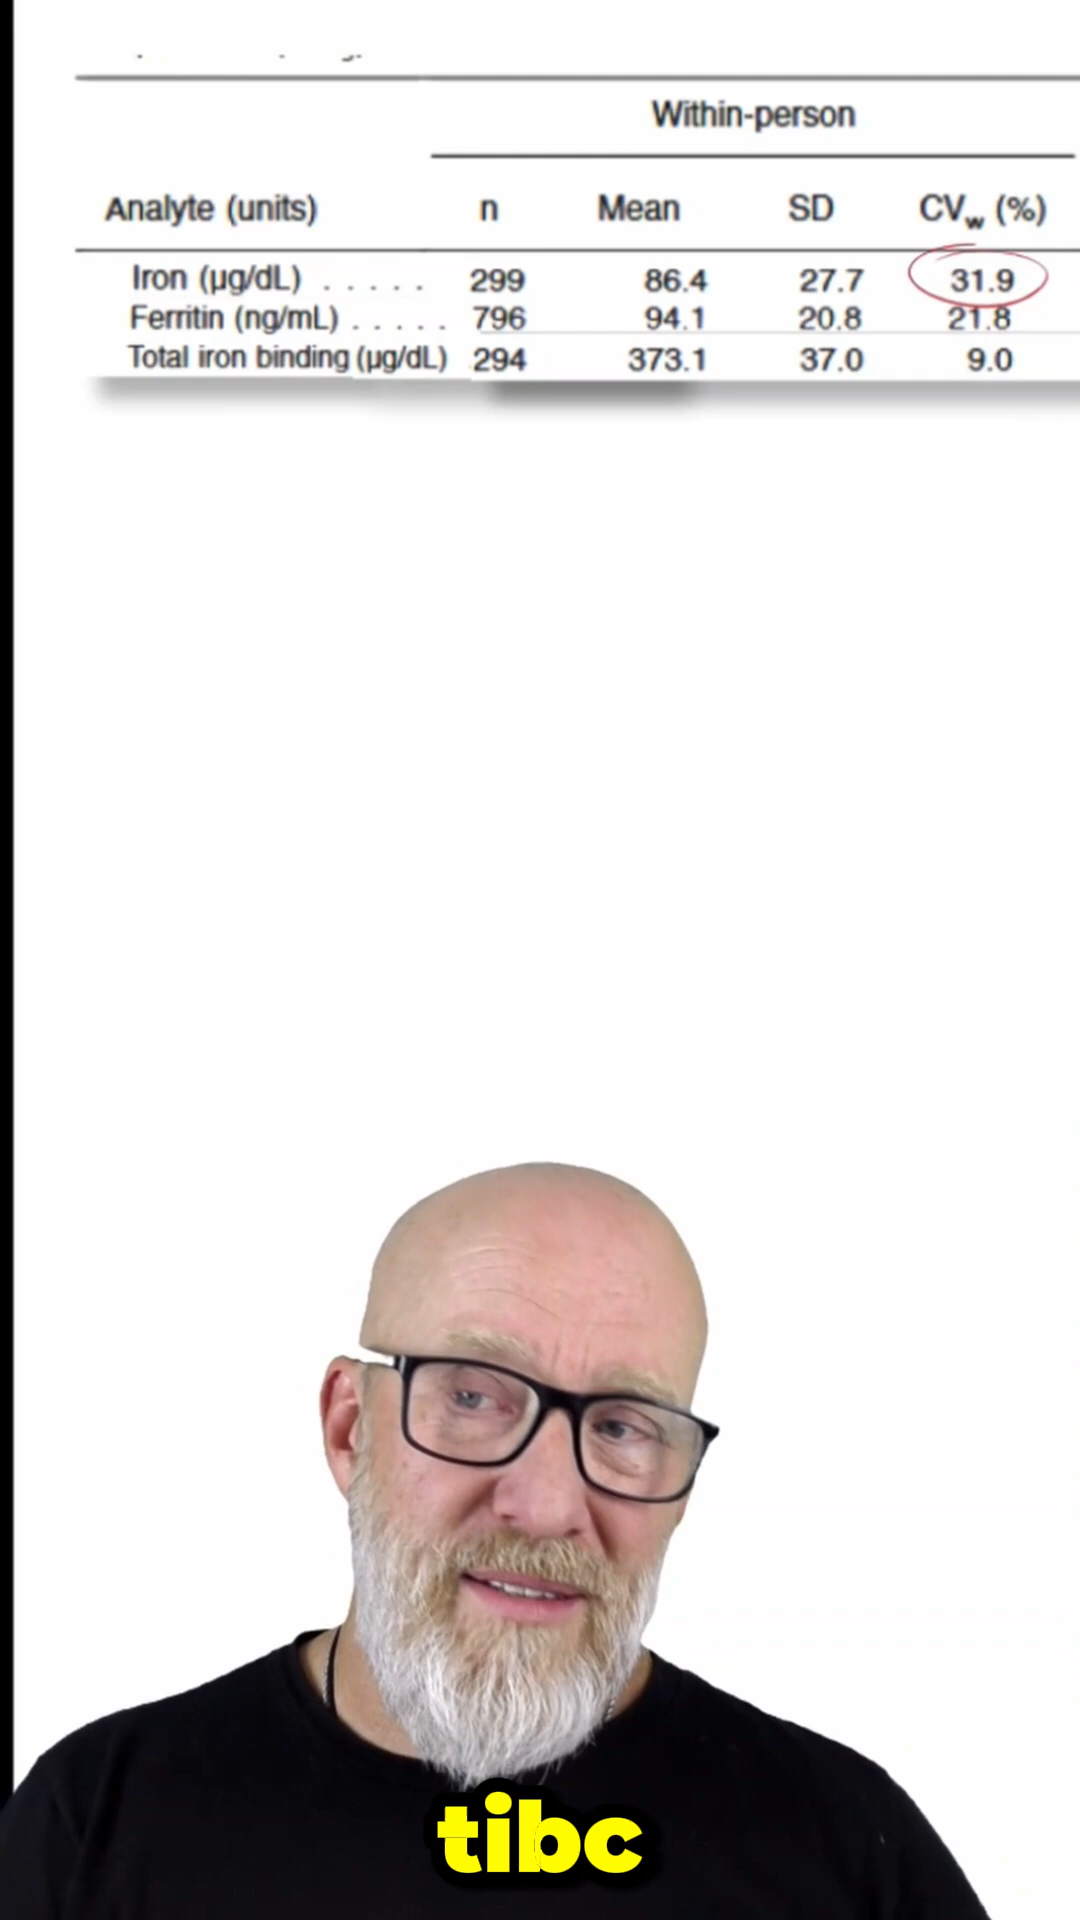 Within-person
Analyte (units) n Mean SD CVw (%)
Iron (µg/dL) . . . . . 299 86.4 27.7 31.9
Ferritin (ng/mL) . . . . . 796 94.1 20.8 21.8
Total iron binding (µg/dL) 294 373.1 37.0 9.0
tibc